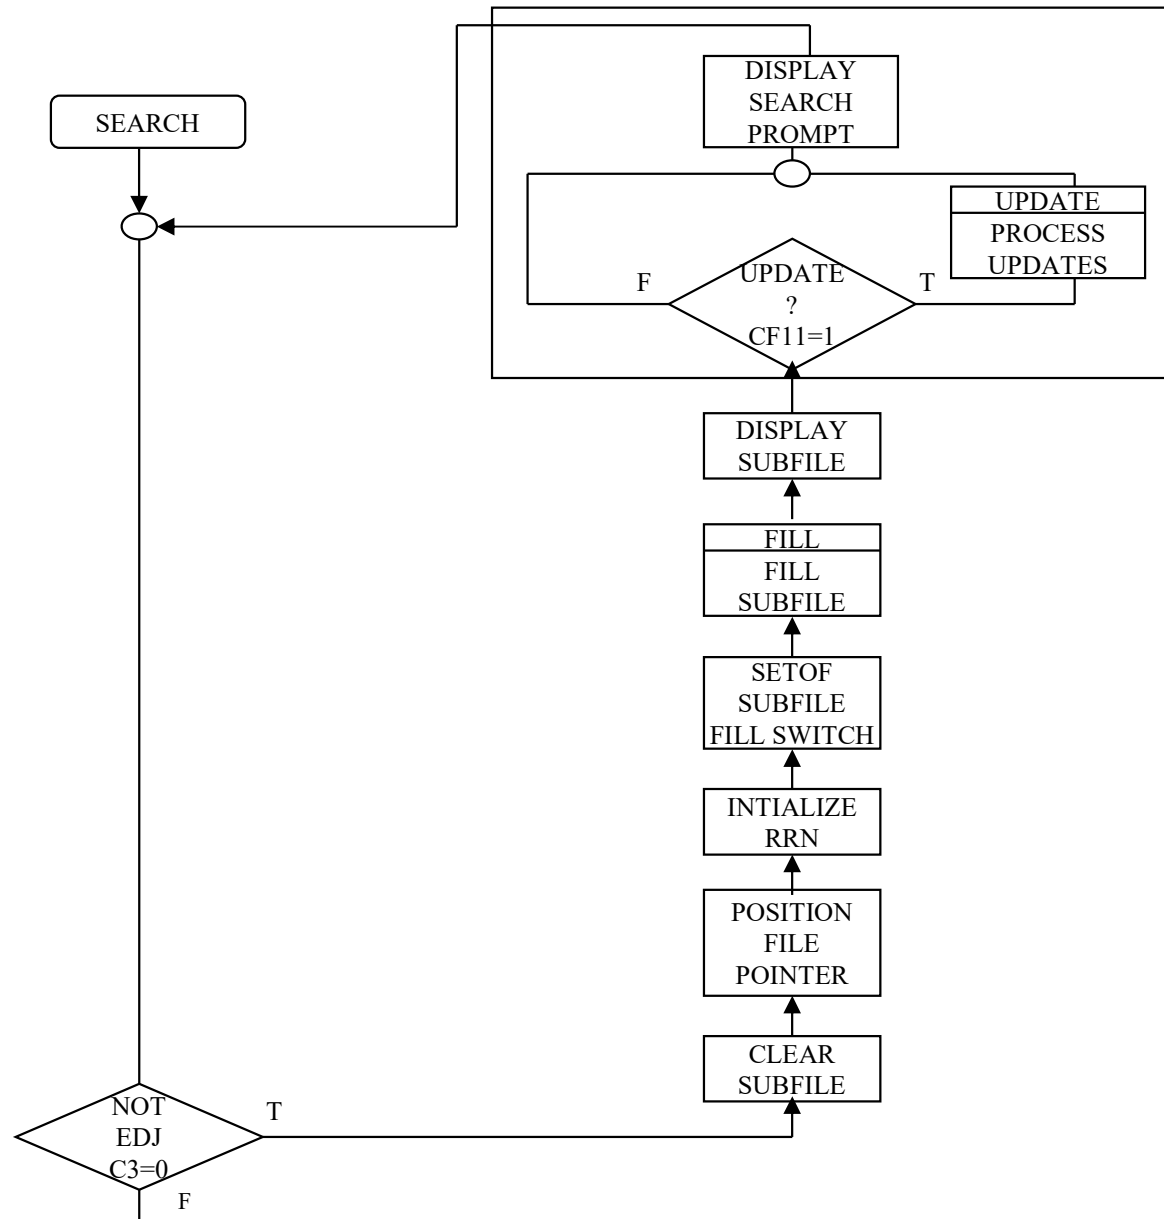 DISPLAY
SEARCH
PROMPT
SEARCH
UPDATE
PROCESS
UPDATES
F
UPDATE
?
CF11=1
T
DISPLAY
SUBFILE
FILL
FILL
SUBFILE
SETOF
SUBFILE
FILL SWITCH
INTIALIZE
RRN
POSITION
FILE
POINTER
CLEAR
SUBFILE
NOT
EDJ
C3=0
T
F